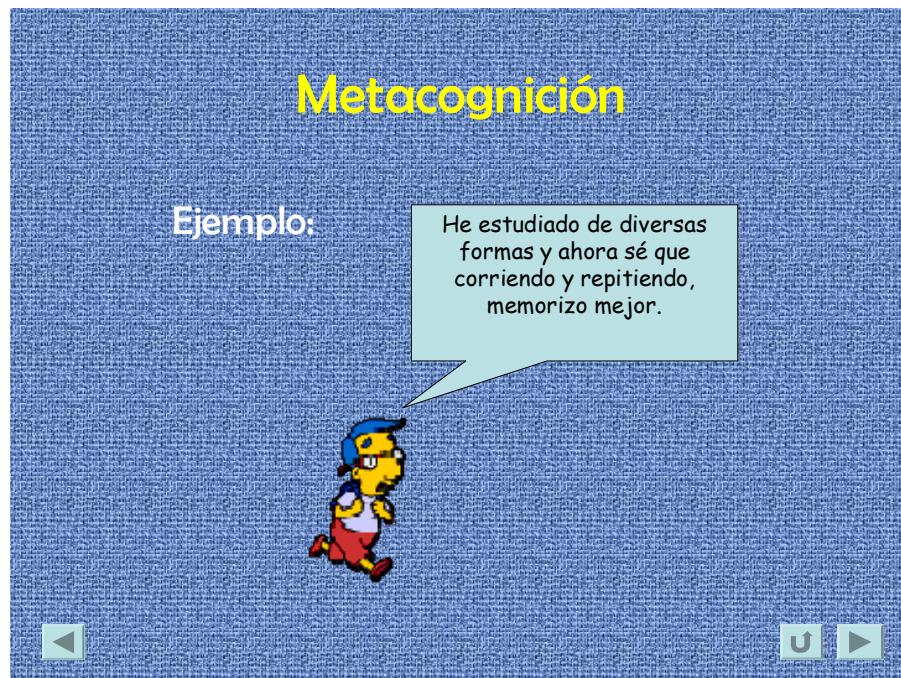 Metacognición
Ejemplo:
He estudiado de diversas
formas y ahora sé que
corriendo y repitiendo,
memorizo mejor.